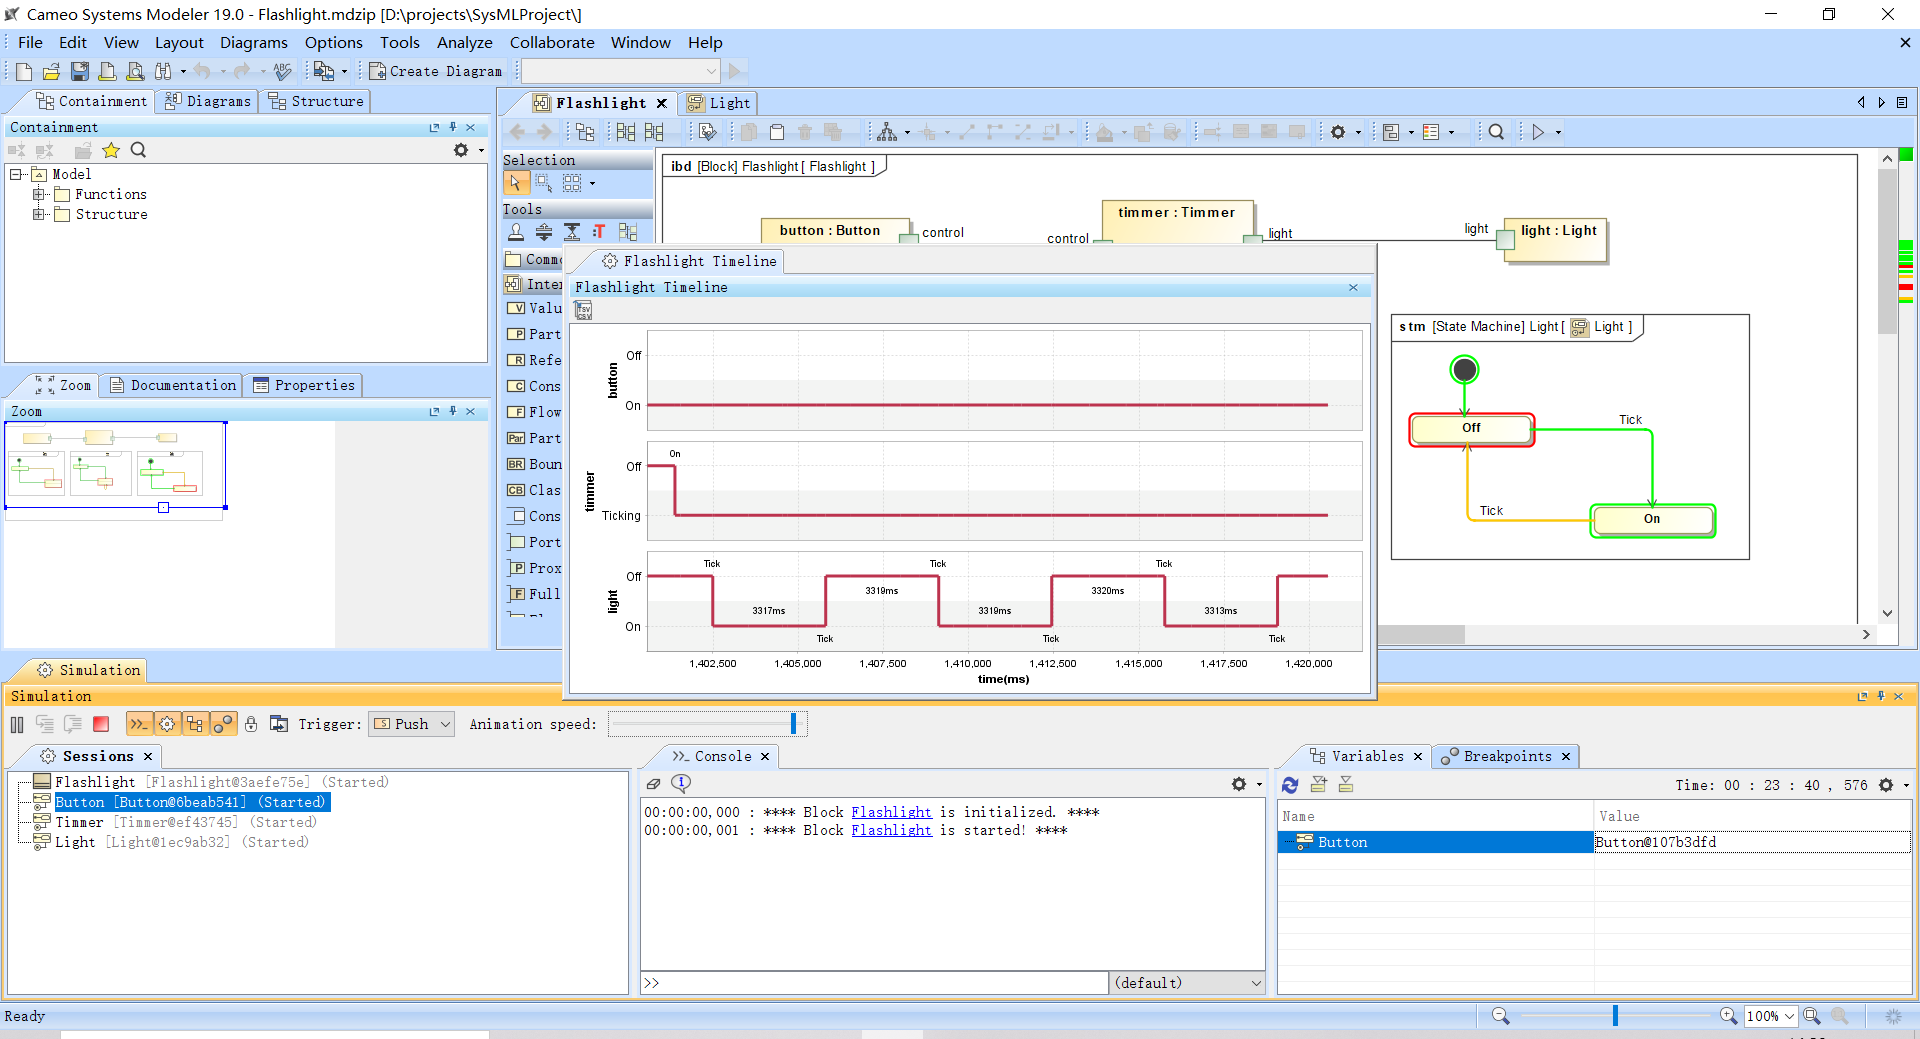 Cameo Systems Modeler 19.0 - Flashlight.mdzip [D:\projects\SysMLProject\]
File Edit View Layout Diagrams Options Tools Analyze Collaborate Window Help
Create Diagram
Containment Diagrams Structure
Containment
Model
Functions
Structure
Zoom Documentation Properties
Zoom
Flashlight Light
Selection
Tools
Comm
Inter
V Valu
P Part
R Refe
C Cons
F Flow
Par Part
BR Boun
CB Clas
Cons
Port
P Prox
F Full
ibd [Block] Flashlight [ Flashlight ]
button : Button
control
control
timmer : Timmer
light
light
light : Light
stm [State Machine] Light [ Light ]
Off
Tick
Tick
On
Flashlight Timeline
Flashlight Timeline
TSV
CSV
button
Off
On
timmer
Off
On
Ticking
light
Off
On
Tick Tick Tick
3317ms 3319ms 3319ms 3320ms 3313ms
Tick Tick Tick
1,402,500 1,405,000 1,407,500 1,410,000 1,412,500 1,415,000 1,417,500 1,420,000
time(ms)
Simulation
Simulation
Trigger: S Push Animation speed:
Sessions
Flashlight [Flashlight@3aefe75e] (Started)
Button [Button@6beab541] (Started)
Timmer [Timmer@ef43745] (Started)
Light [Light@1ec9ab32] (Started)
Console
00:00:00,000 : **** Block Flashlight is initialized. ****
00:00:00,001 : **** Block Flashlight is started! ****
>>
(default)
Variables Breakpoints
Time: 00 : 23 : 40 , 576
Name Value
Button Button@107b3dfd
Ready
100%